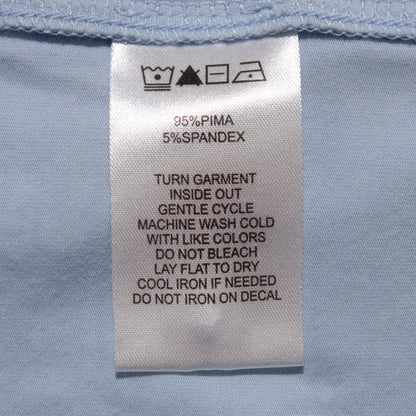 95%PIMA
5%SPANDEX
TURN GARMENT
INSIDE OUT
GENTLE CYCLE
MACHINE WASH COLD
WITH LIKE COLORS
DO NOT BLEACH
LAY FLAT TO DRY
COOL IRON IF NEEDED
DO NOT IRON ON DECAL